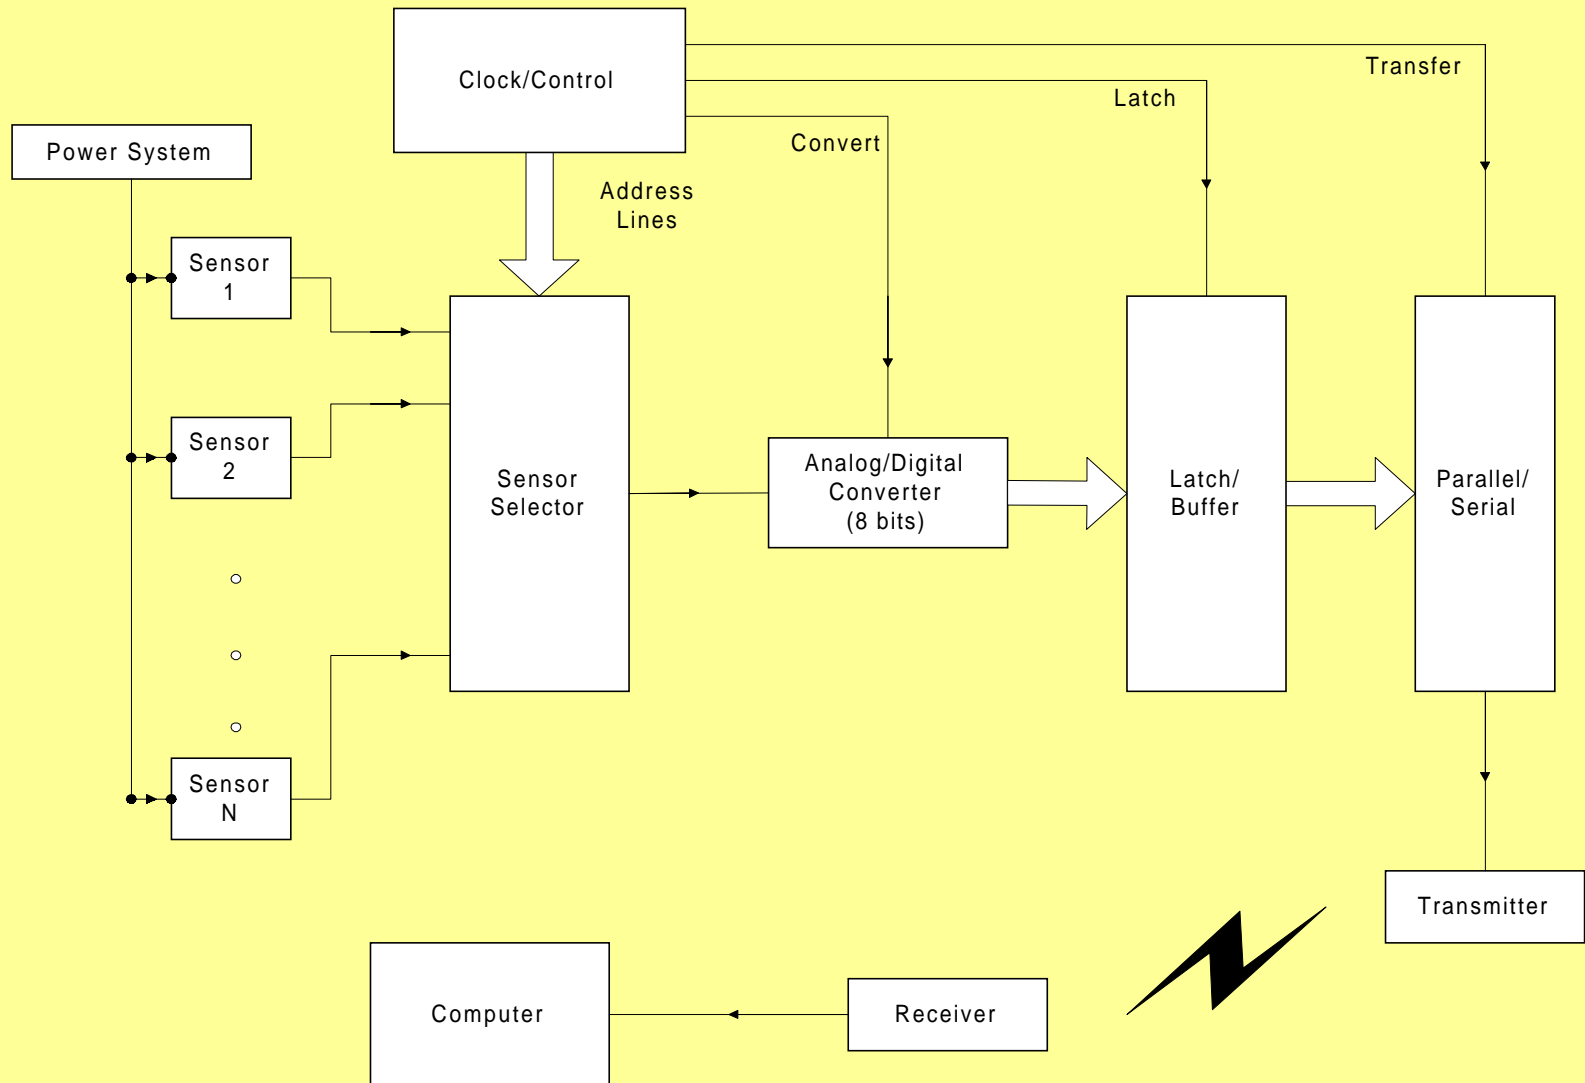 Clock/Control
Transfer
Latch
Convert
Power System
Address
Lines
Sensor
1
Sensor
2
Sensor
Selector
Analog/Digital
Converter
(8 bits)
Latch/
Buffer
Parallel/
Serial
Sensor
N
Transmitter
Computer
Receiver